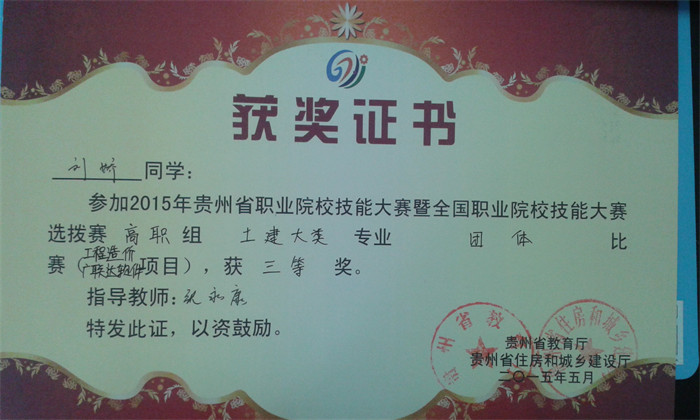 获奖证书
刘娇 同学:
参加2015年贵州省职业院校技能大赛暨全国职业院校技能大赛
选拨赛 高职 组 土建大类 专业 团体 比
赛(工程造价
广联达软件项目),获 三等 奖。
指导教师:
特发此证,以资鼓励。
贵州省教育厅
贵州省住房和城乡建设厅
二〇一五年五月